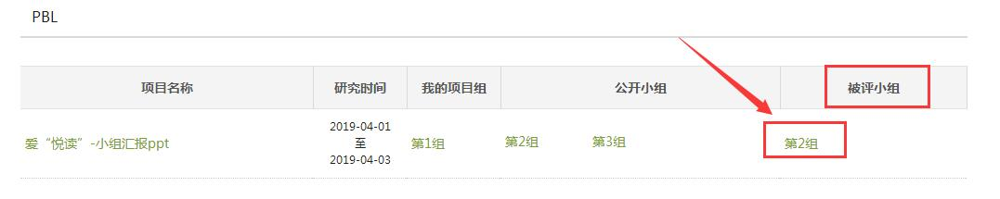 PBL
项目名称 研究时间 我的项目组 公开小组 被评小组
2019-04-01
爱“悦读”-小组汇报ppt 至 第1组 第2组 第3组 第2组
2019-04-03